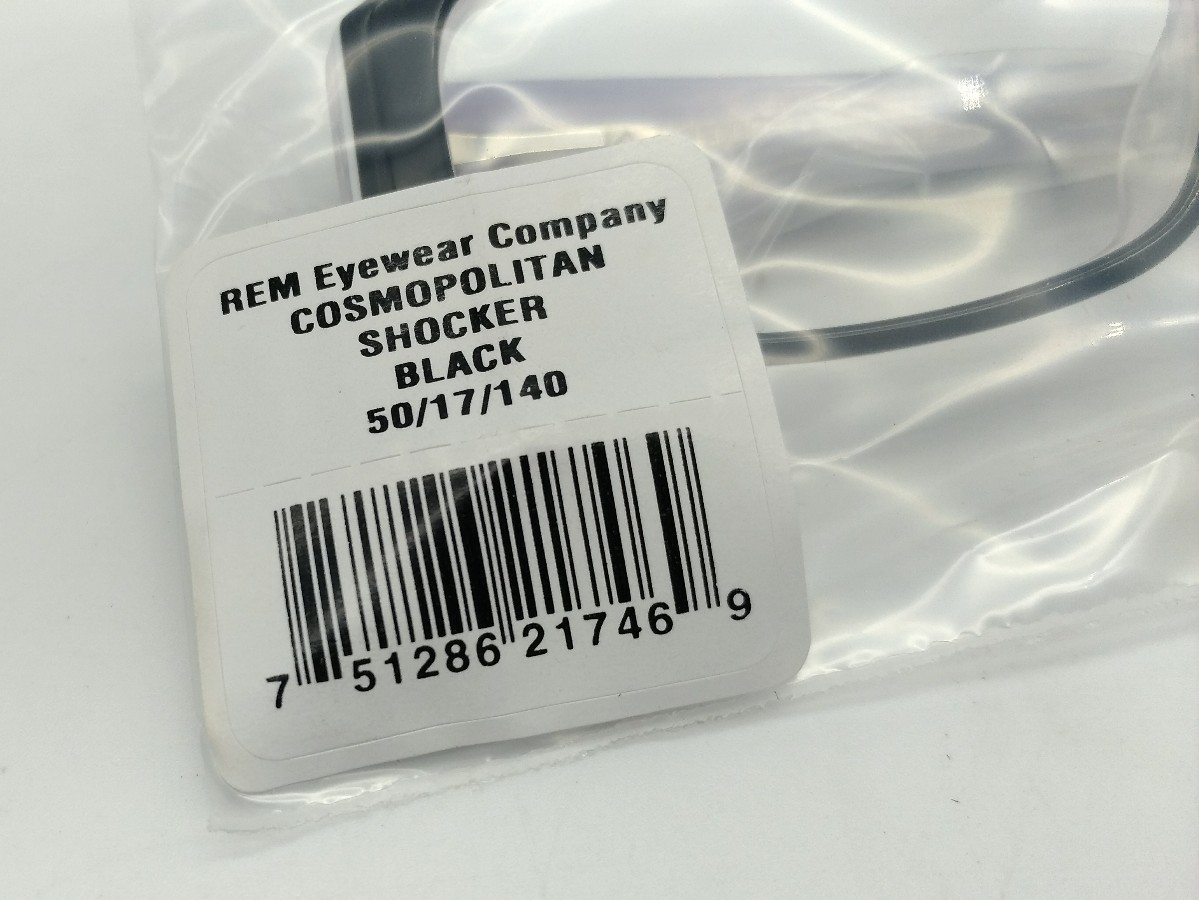 REM Eyewear Company
COSMOPOLITAN
SHOCKER
BLACK
50/17/140
7 51286 21746 9